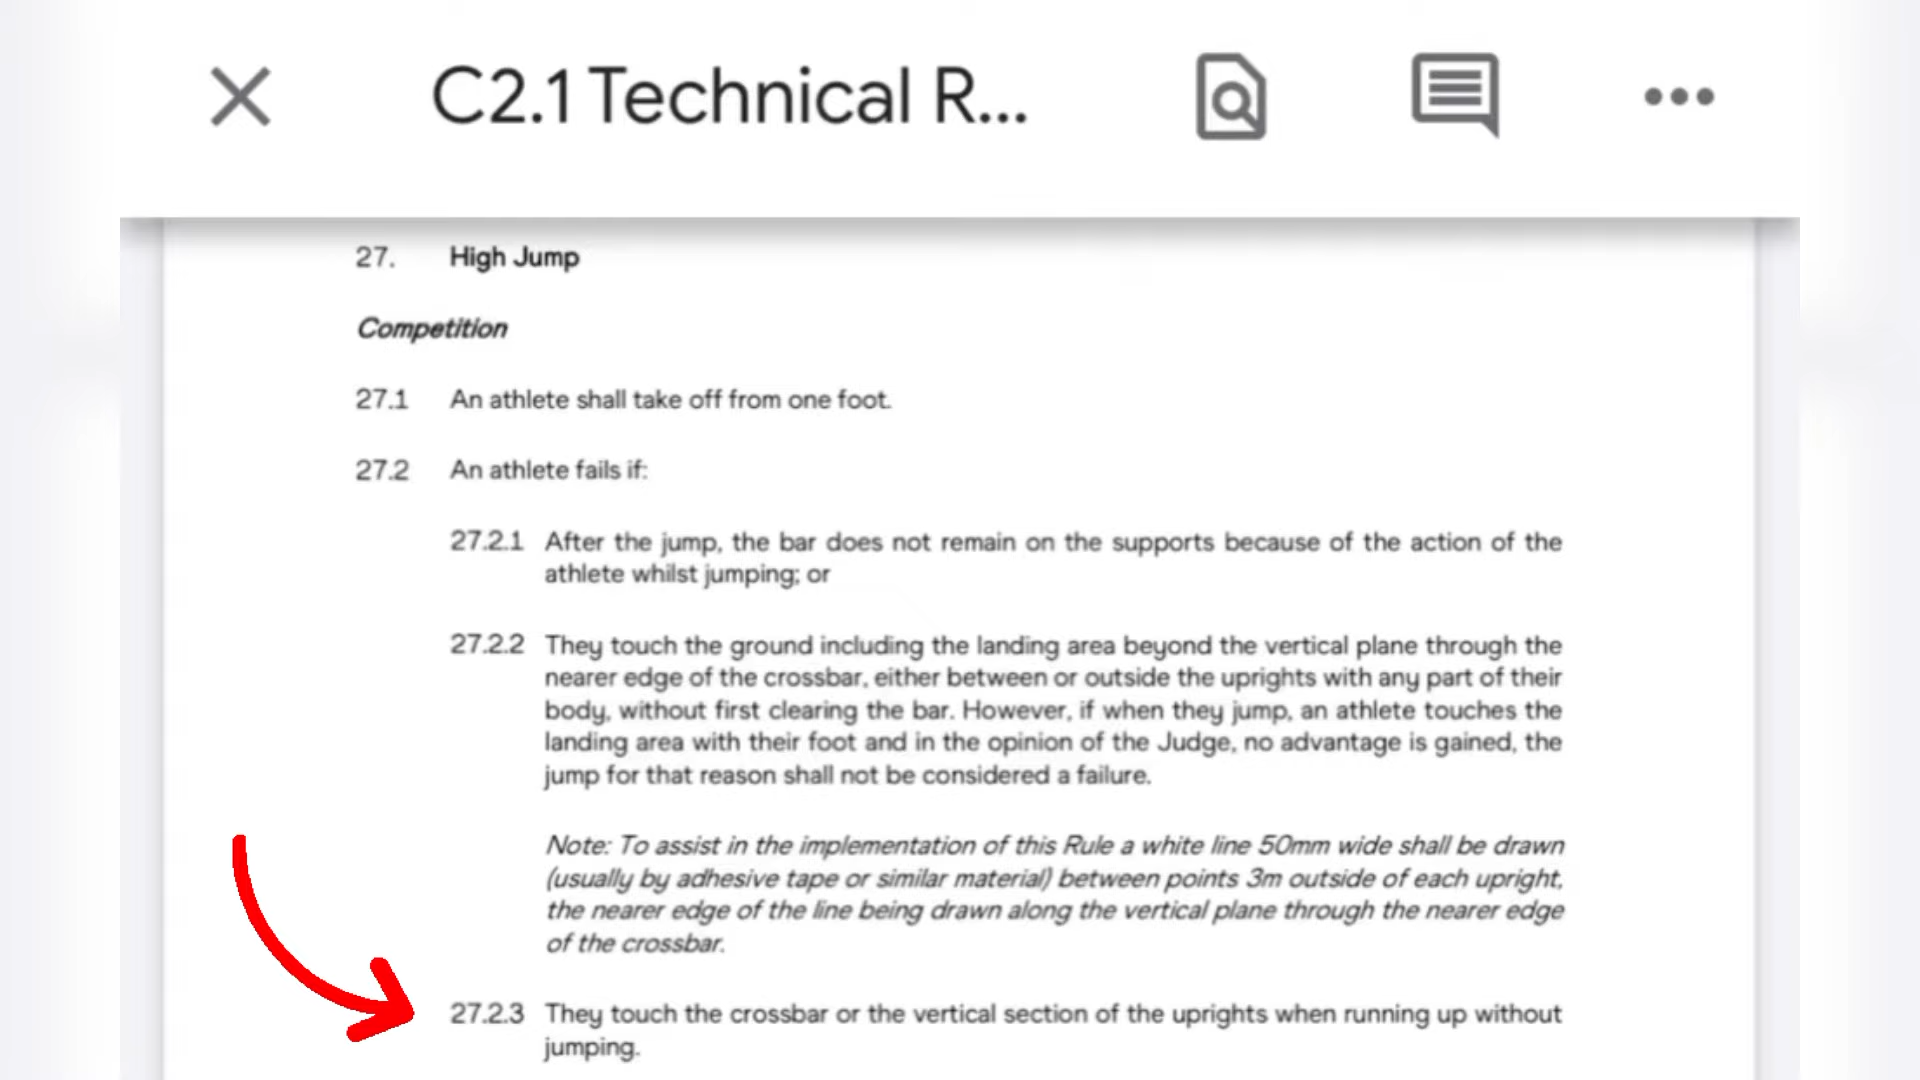 C2.1 Technical R...
27. High Jump
Competition
27.1 An athlete shall take off from one foot.
27.2 An athlete fails if:
27.2.1 After the jump, the bar does not remain on the supports because of the action of the
athlete whilst jumping; or
27.2.2 They touch the ground including the landing area beyond the vertical plane through the
nearer edge of the crossbar, either between or outside the uprights with any part of their
body, without first clearing the bar. However, if when they jump, an athlete touches the
landing area with their foot and in the opinion of the Judge, no advantage is gained, the
jump for that reason shall not be considered a failure.
Note: To assist in the implementation of this Rule a white line 50mm wide shall be drawn
(usually by adhesive tape or similar material) between points 3m outside of each upright,
the nearer edge of the line being drawn along the vertical plane through the nearer edge
of the crossbar.
27.2.3 They touch the crossbar or the vertical section of the uprights when running up without
jumping.